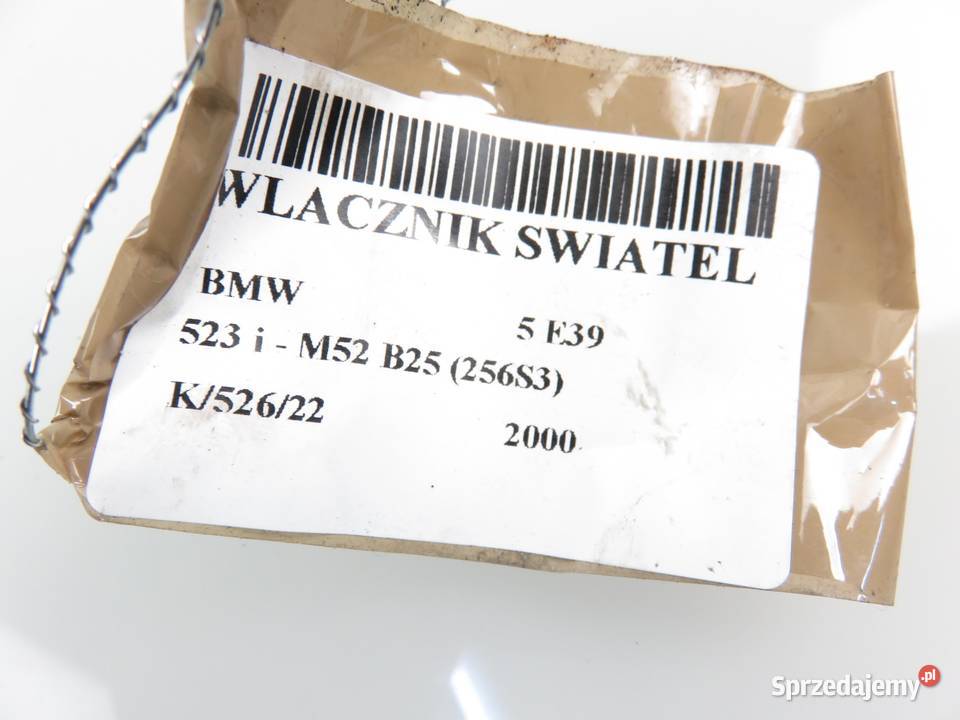 WLACZNIK SWIATEL
BMW
5 E39
523 i - M52 B25 (256S3)
K/526/22
2000
Sprzedajemy.pl